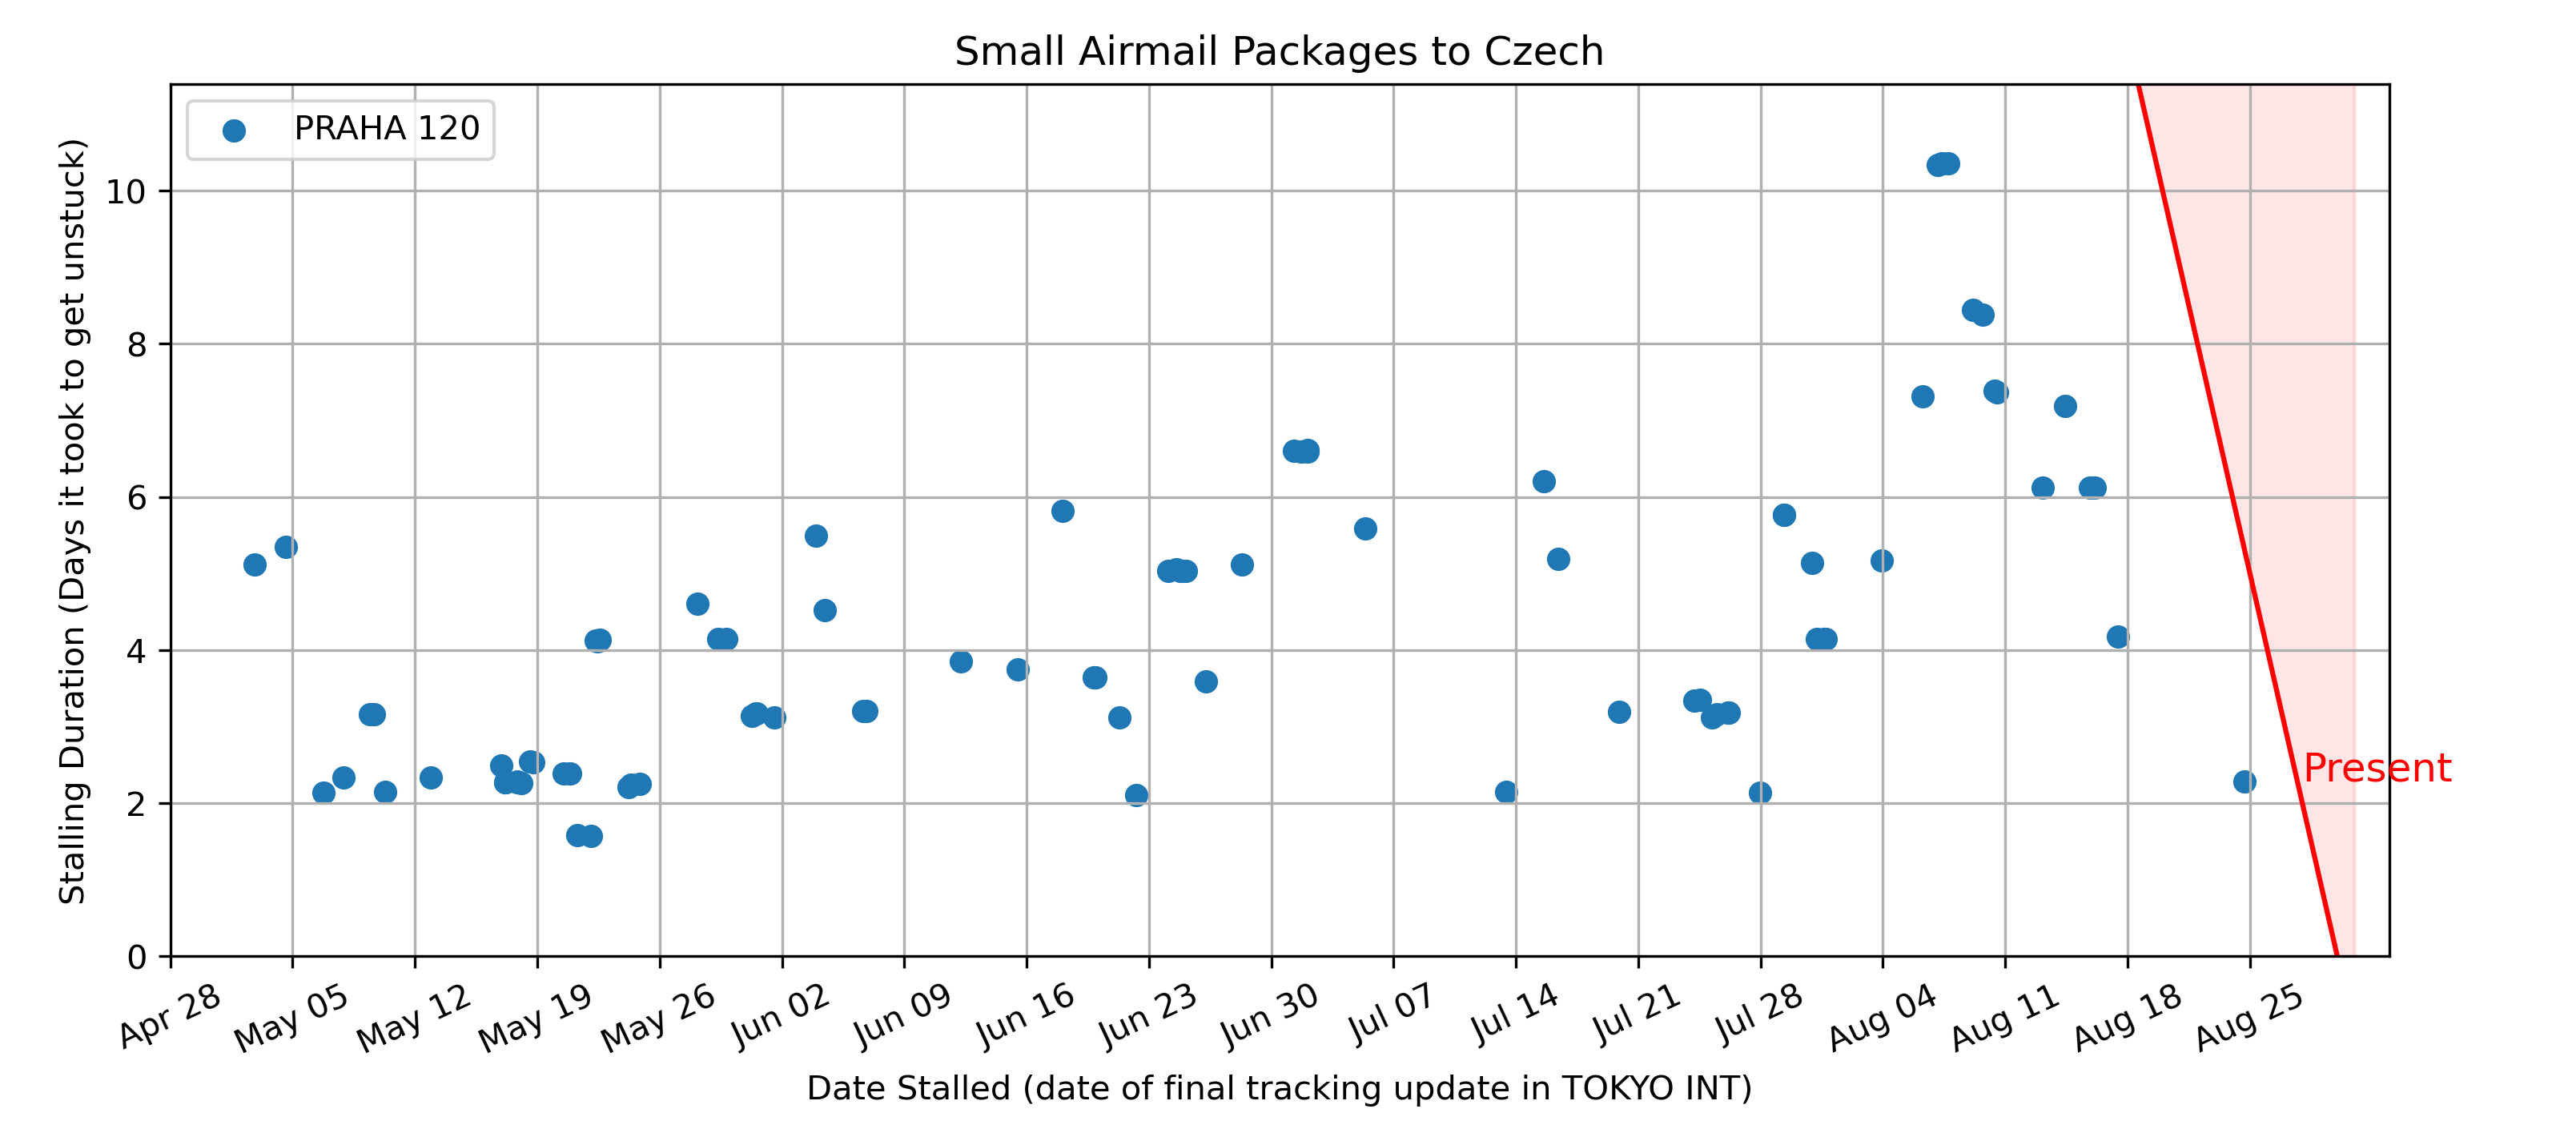 Small Airmail Packages to Czech
PRAHA 120
Stalling Duration (Days it took to get unstuck)
10
8
6
4
2
0
Present
Apr 28
May 05
May 12
May 19
May 26
Jun 02
Jun 09
Jun 16
Jun 23
Jun 30
Jul 07
Jul 14
Jul 21
Jul 28
Aug 04
Aug 11
Aug 18
Aug 25
Date Stalled (date of final tracking update in TOKYO INT)